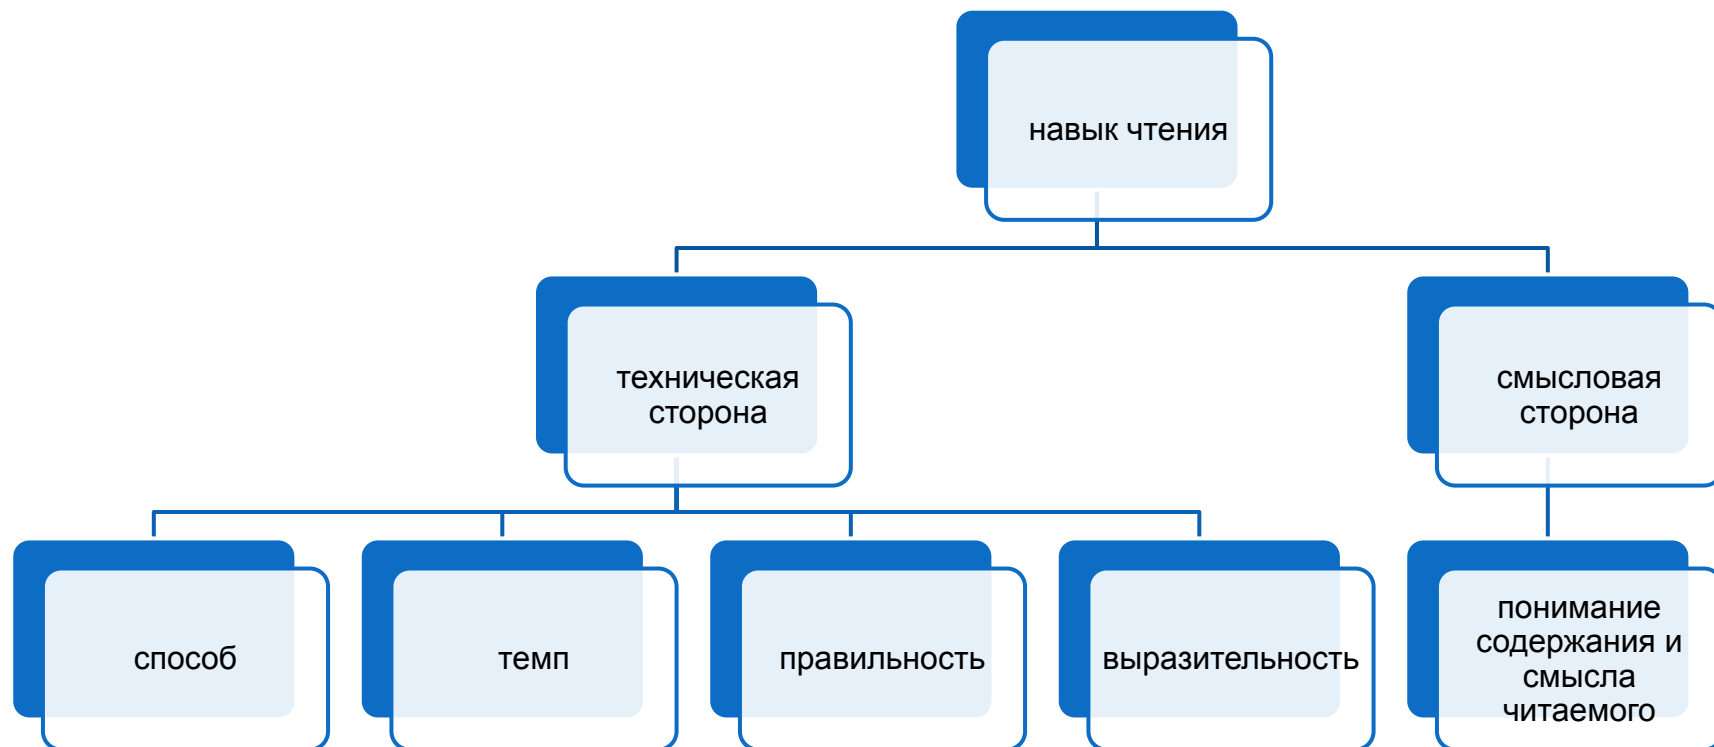 навык чтения
техническая
сторона
смысловая
сторона
способ
темп
правильность
выразительность
понимание
содержания и
смысла
читаемого